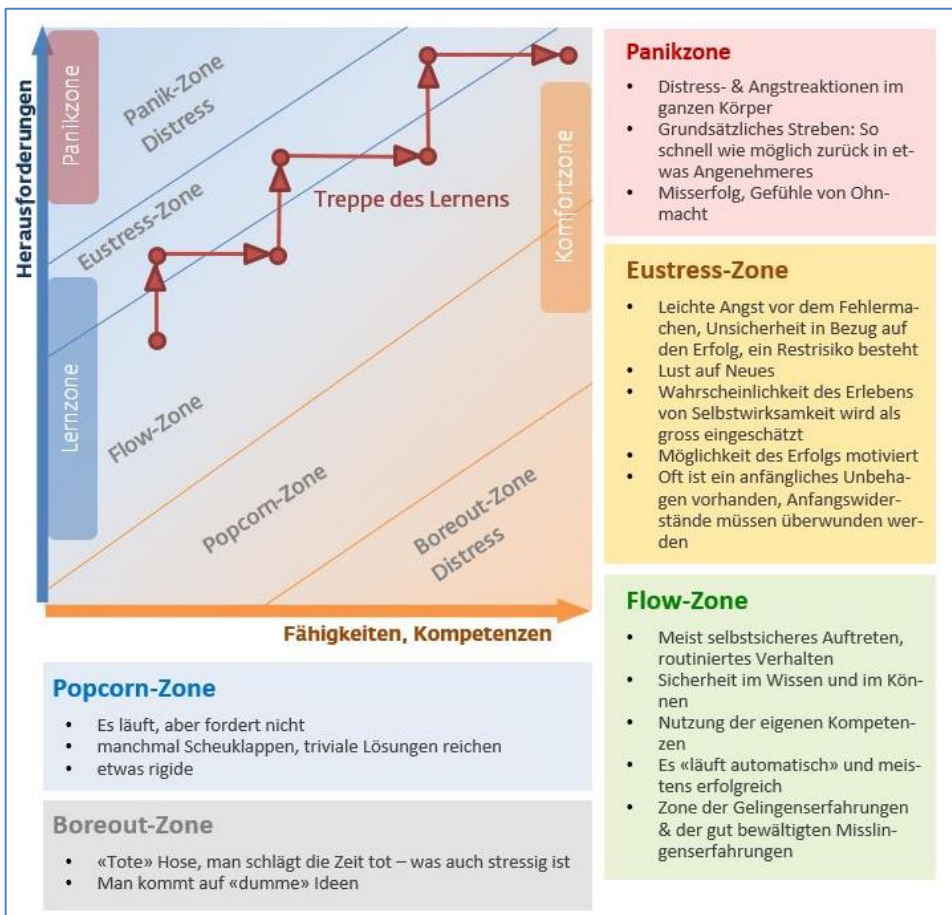 Herausforderungen
Panikzone
Lernzone
Panik-Zone
Distress
Eustress-Zone
Flow-Zone
Popcorn-Zone
Boreout-Zone
Distress
Treppe des Lernens
Komfortzone
Fähigkeiten, Kompetenzen
Panikzone
• Distress- & Angstreaktionen im
ganzen Körper
• Grundsätzliches Streben: So
schnell wie möglich zurück in et-
was Angenehmeres
• Misserfolg, Gefühle von Ohn-
macht
Eustress-Zone
• Leichte Angst vor dem Fehlerma-
chen, Unsicherheit in Bezug auf
den Erfolg, ein Restrisiko besteht
• Lust auf Neues
• Wahrscheinlichkeit des Erlebens
von Selbstwirksamkeit wird als
gross eingeschätzt
• Möglichkeit des Erfolgs motiviert
• Oft ist ein anfängliches Unbeha-
gen vorhanden, Anfangswider-
stände müssen überwunden wer-
den
Flow-Zone
• Meist selbstsicheres Auftreten,
routiniertes Verhalten
• Sicherheit im Wissen und im Kön-
nen
• Nutzung der eigenen Kompeten-
zen
• Es «läuft automatisch» und meis-
tens erfolgreich
• Zone der Gelingenserfahrungen
& der gut bewältigten Misslin-
genserfahrungen
Popcorn-Zone
• Es läuft, aber fordert nicht
• manchmal Scheuklappen, triviale Lösungen reichen
• etwas rigide
Boreout-Zone
• «Tote» Hose, man schlägt die Zeit tot – was auch stressig ist
• Man kommt auf «dumme» Ideen